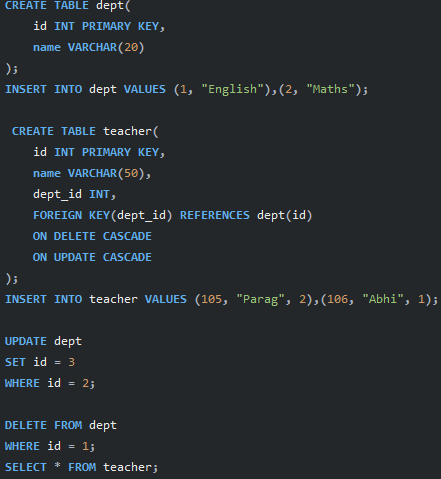 CREATE TABLE dept(
    id INT PRIMARY KEY,
    name VARCHAR(20)
);
INSERT INTO dept VALUES (1, "English"),(2, "Maths");

 CREATE TABLE teacher(
    id INT PRIMARY KEY,
    name VARCHAR(50),
    dept_id INT,
    FOREIGN KEY(dept_id) REFERENCES dept(id)
    ON DELETE CASCADE
    ON UPDATE CASCADE
);
INSERT INTO teacher VALUES (105, "Parag", 2),(106, "Abhi", 1);

UPDATE dept
SET id = 3
WHERE id = 2;

DELETE FROM dept
WHERE id = 1;
SELECT * FROM teacher;